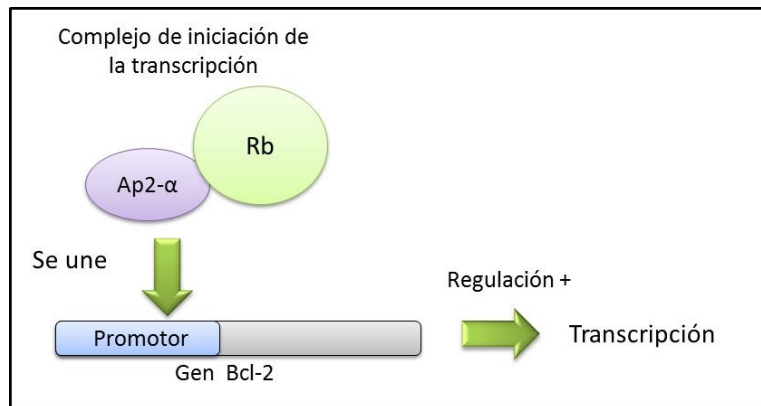 Complejo de iniciación de
la transcripción
Rb
Ap2-α
Se une
Regulación +
Promotor
Transcripción
Gen Bcl-2